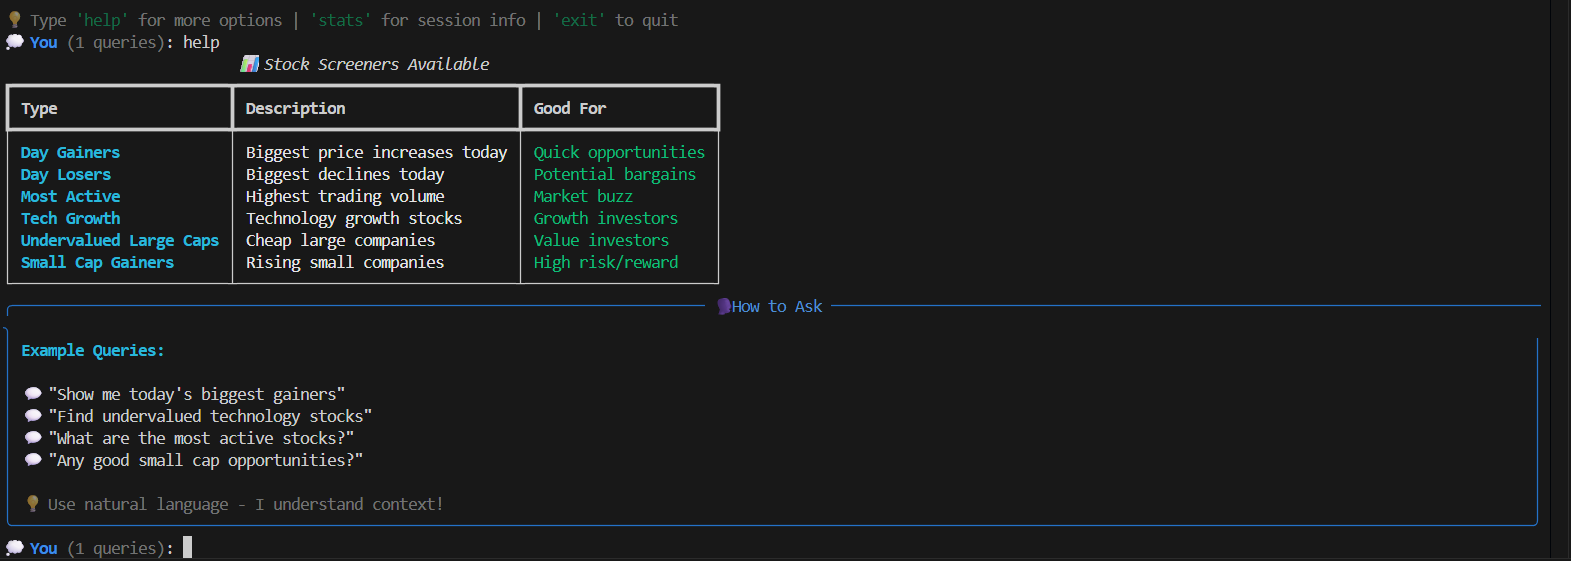 Type 'help' for more options | 'stats' for session info | 'exit' to quit
You (1 queries): help
Stock Screeners Available
Type Description Good For
Day Gainers Biggest price increases today Quick opportunities
Day Losers Biggest declines today Potential bargains
Most Active Highest trading volume Market buzz
Tech Growth Technology growth stocks Growth investors
Undervalued Large Caps Cheap large companies Value investors
Small Cap Gainers Rising small companies High risk/reward
How to Ask
Example Queries:
"Show me today's biggest gainers"
"Find undervalued technology stocks"
"What are the most active stocks?"
"Any good small cap opportunities?"
Use natural language - I understand context!
You (1 queries):